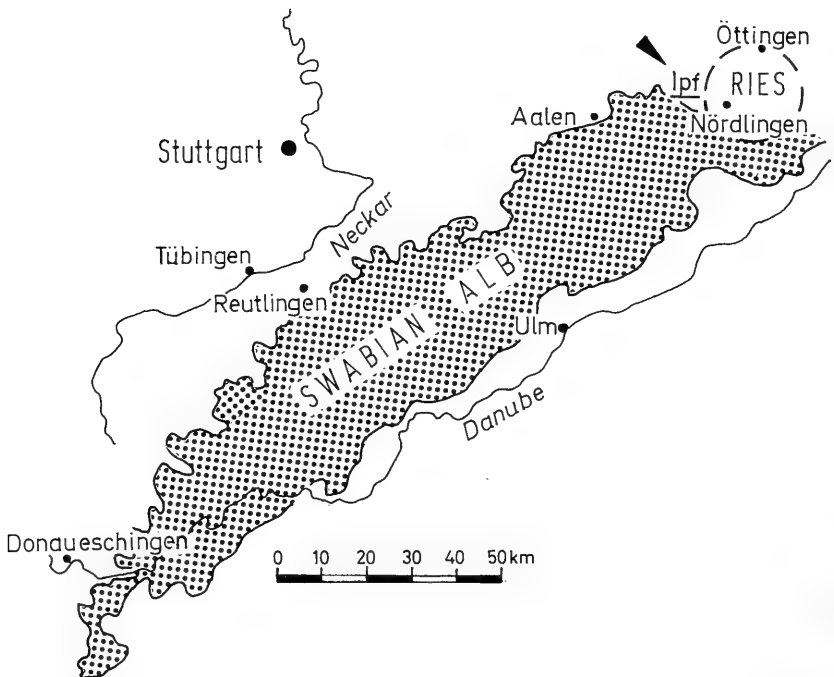 Öttingen
Ipf
RIES
Aalen
Nördlingen
Stuttgart
Neckar
Tübingen
Reutlingen
SWABIAN ALB
Ulm
Danube
Donaueschingen
0 10 20 30 40 50 km